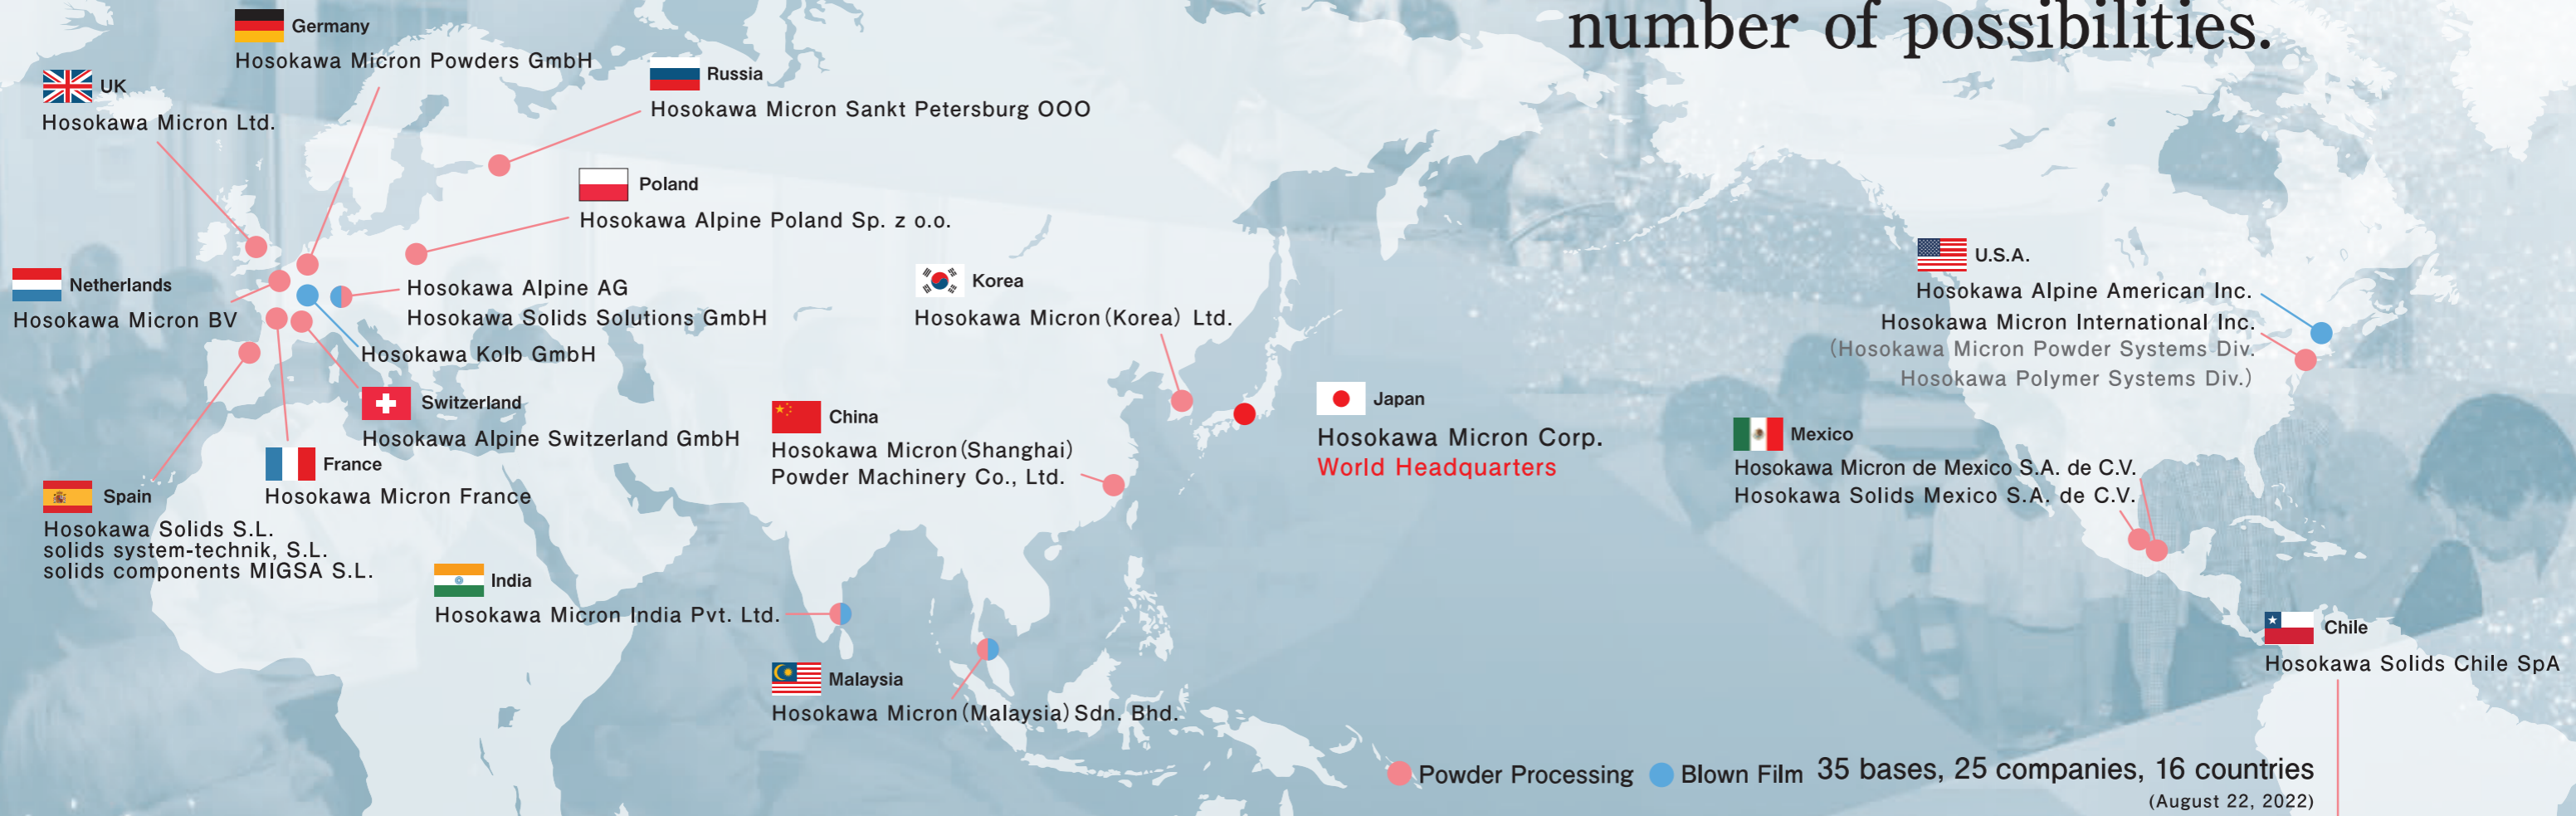 number of possibilities.
Germany
Hosokawa Micron Powders GmbH
UK
Hosokawa Micron Ltd.
Russia
Hosokawa Micron Sankt Petersburg OOO
Poland
Hosokawa Alpine Poland Sp. z o.o.
Netherlands
Hosokawa Micron BV
Hosokawa Alpine AG
Hosokawa Solids Solutions GmbH
Hosokawa Kolb GmbH
Switzerland
Hosokawa Alpine Switzerland GmbH
France
Hosokawa Micron France
Spain
Hosokawa Solids S.L.
solids system-technik, S.L.
solids components MIGSA S.L.
India
Hosokawa Micron India Pvt. Ltd.
Korea
Hosokawa Micron (Korea) Ltd.
China
Hosokawa Micron (Shanghai)
Powder Machinery Co., Ltd.
Malaysia
Hosokawa Micron (Malaysia) Sdn. Bhd.
Japan
Hosokawa Micron Corp.
World Headquarters
U.S.A.
Hosokawa Alpine American Inc.
Hosokawa Micron International Inc.
(Hosokawa Micron Powder Systems Div.
Hosokawa Polymer Systems Div.)
Mexico
Hosokawa Micron de Mexico S.A. de C.V.
Hosokawa Solids Mexico S.A. de C.V.
Chile
Hosokawa Solids Chile SpA
Powder Processing Blown Film 35 bases, 25 companies, 16 countries
(August 22, 2022)